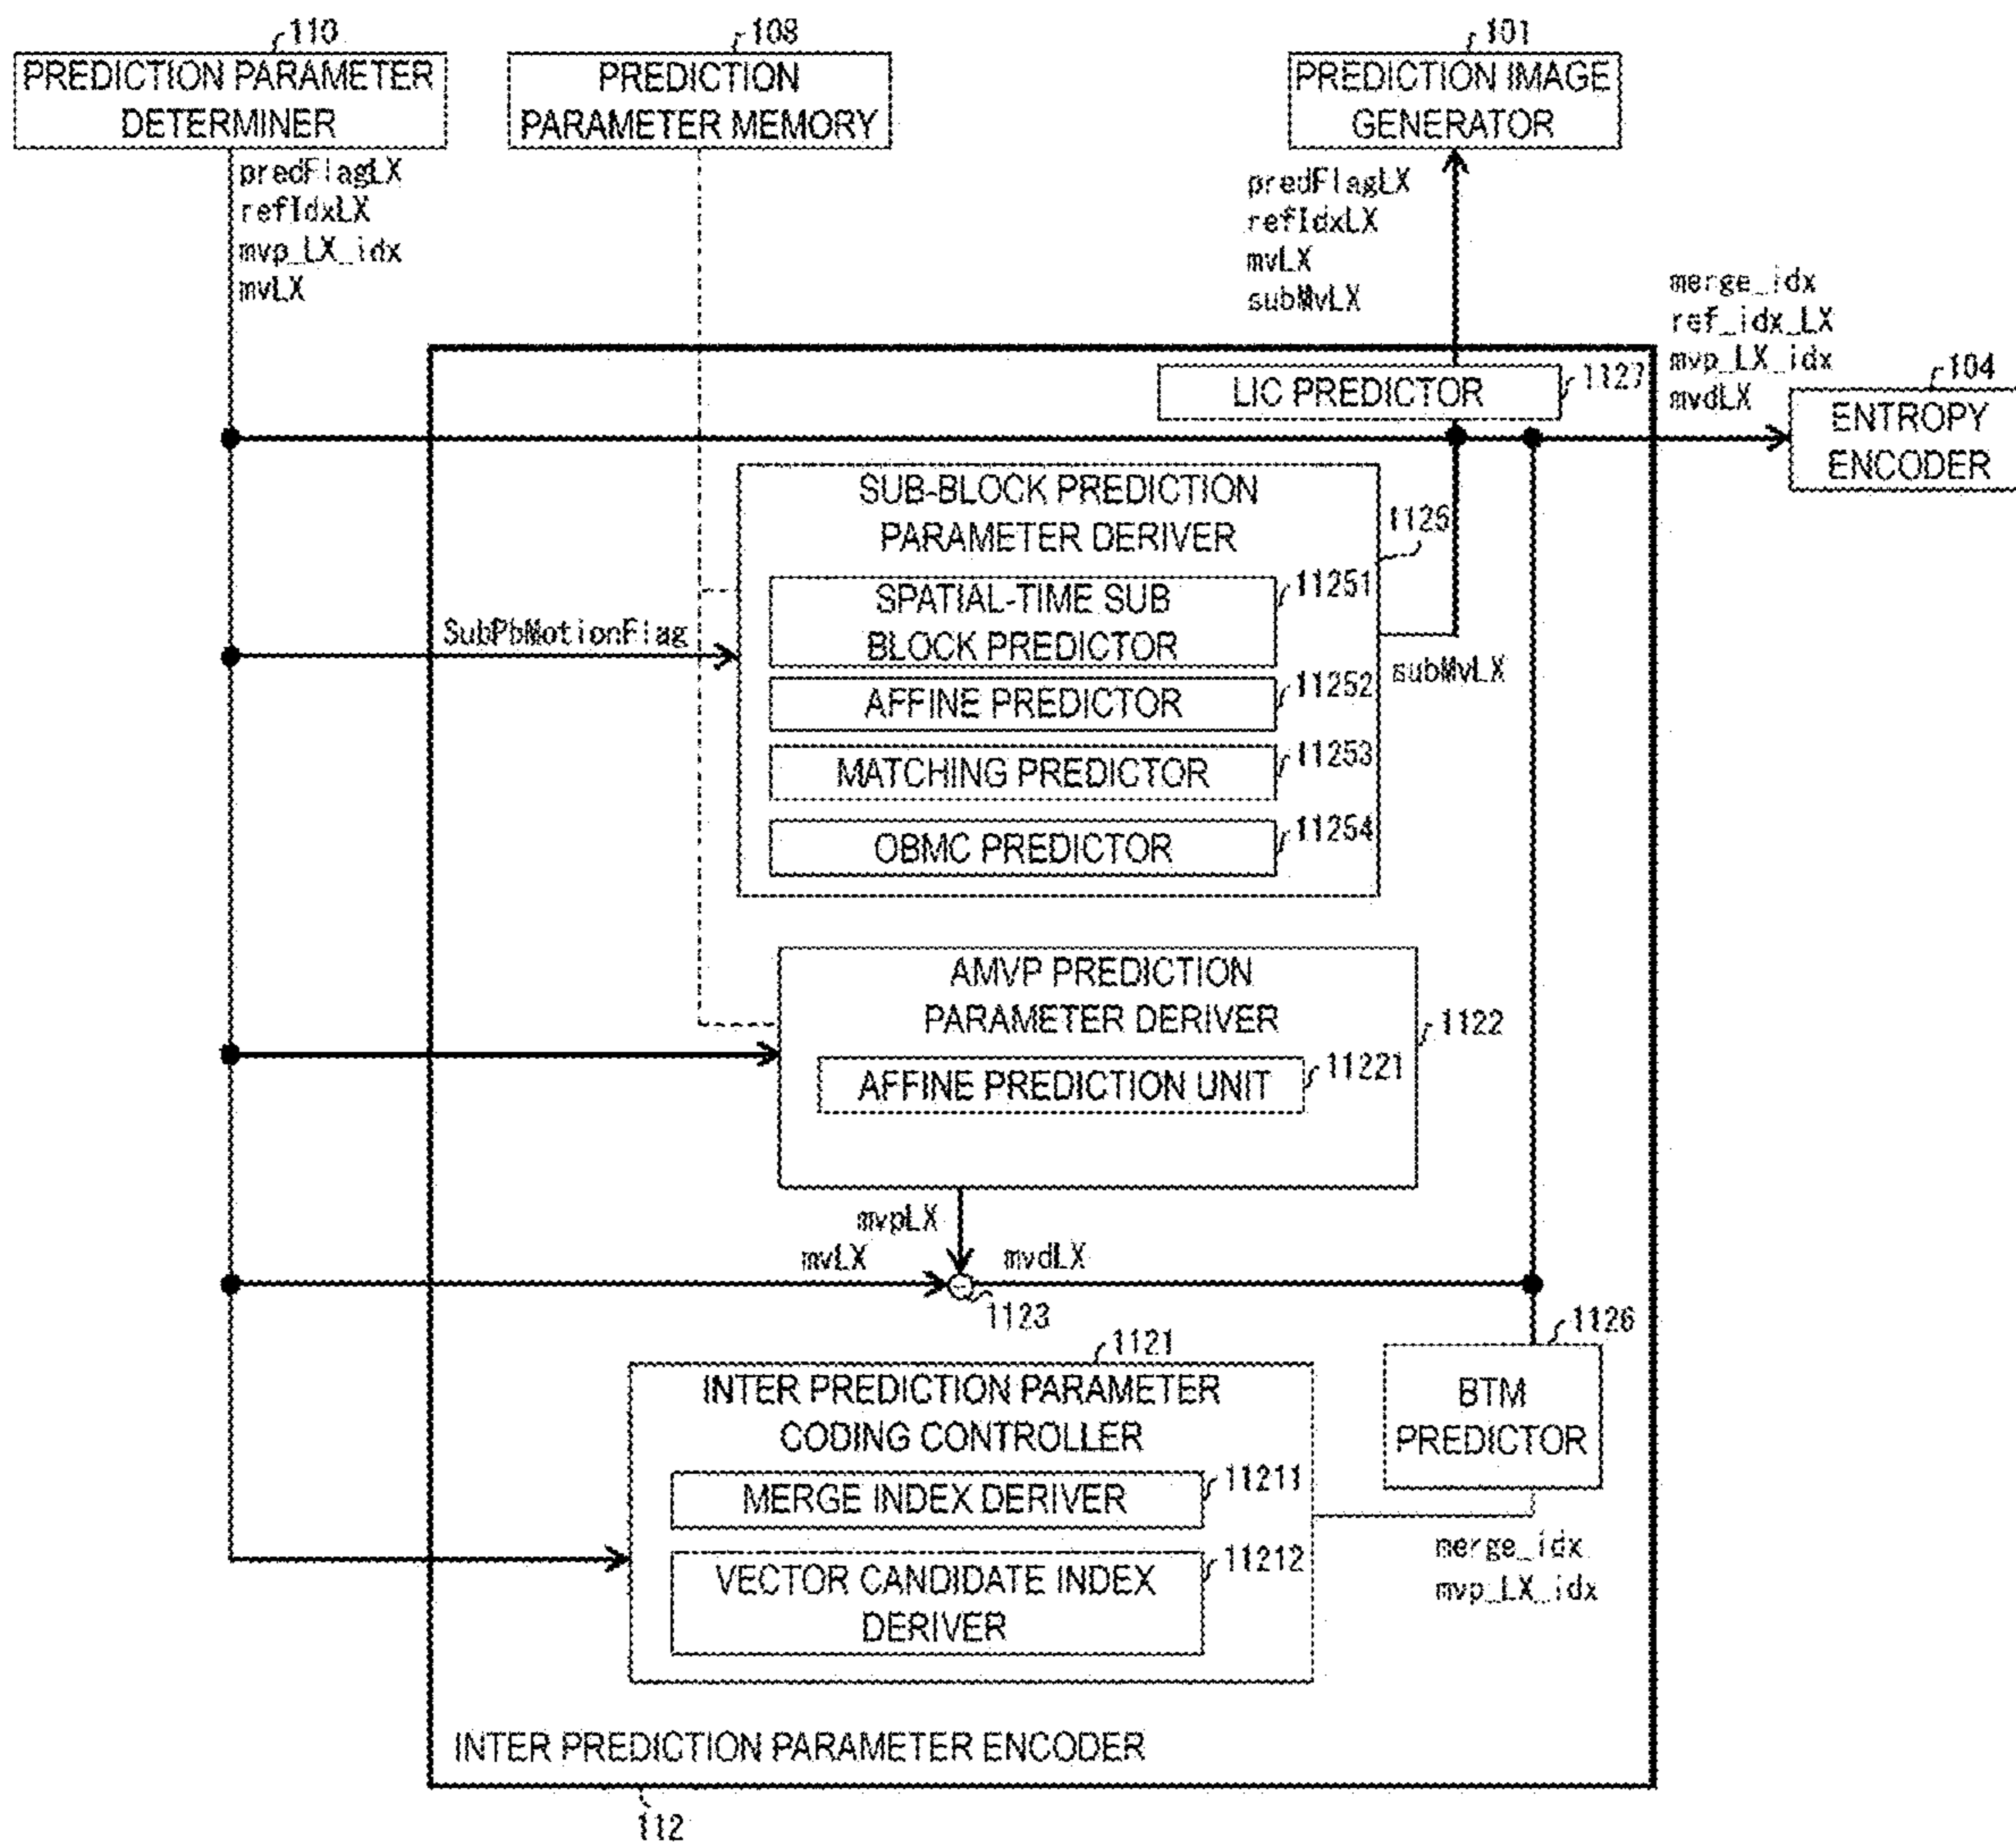 110
PREDICTION PARAMETER
DETERMINER
108
PREDICTION
PARAMETER MEMORY
101
PREDICTION IMAGE
GENERATOR
predFlagLX
refIdxLX
mvp_LX_idx
mvLX
predFlagLX
refIdxLX
mvLX
subMvLX
merge_idx
ref_idx_LX
mvp_LX_idx
mvdLX
104
ENTROPY
ENCODER
LIC PREDICTOR
1127
SUB-BLOCK PREDICTION
PARAMETER DERIVER
1125
SPATIAL-TIME SUB
BLOCK PREDICTOR
11251
SubPbMotionFlag
subMvLX
AFFINE PREDICTOR
11252
MATCHING PREDICTOR
11253
OBMC PREDICTOR
11254
AMVP PREDICTION
PARAMETER DERIVER
1122
AFFINE PREDICTION UNIT
11221
mvpLX
mvLX
mvdLX
-
1123
1121
INTER PREDICTION PARAMETER
CODING CONTROLLER
1126
BTM
PREDICTOR
MERGE INDEX DERIVER
11211
VECTOR CANDIDATE INDEX
DERIVER
11212
merge_idx
mvp_LX_idx
INTER PREDICTION PARAMETER ENCODER
112